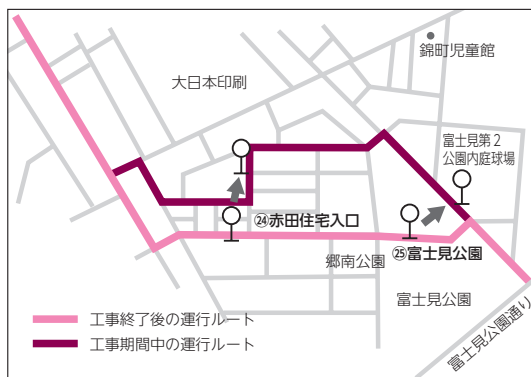 錦町児童館
大日本印刷
富士見第2
公園内庭球場
㉔赤田住宅入口
㉕富士見公園
郷南公園
富士見公園
富士見公園通り
工事終了後の運行ルート
工事期間中の運行ルート